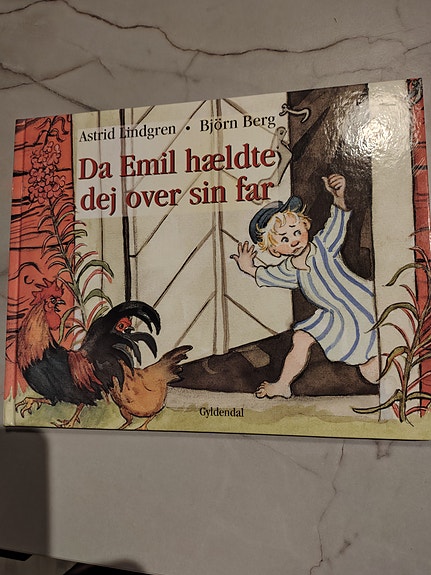 Astrid Lindgren • Björn Berg
Da Emil hældte
dej over sin far
Gyldendal